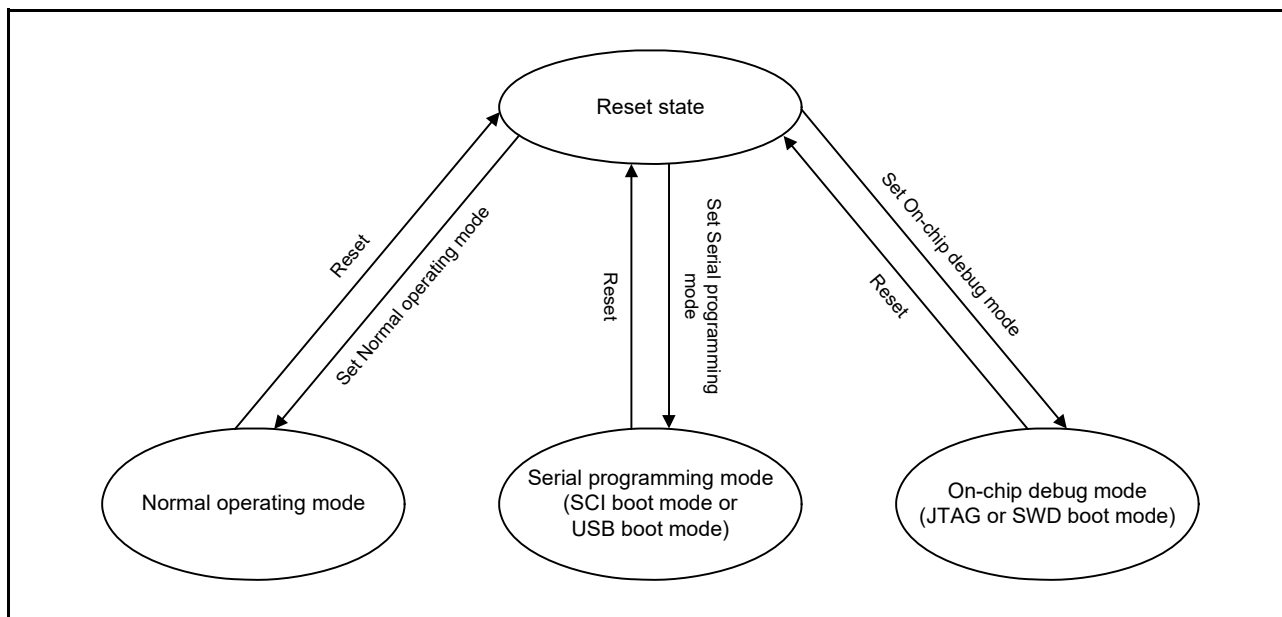 Reset state
Reset
Set Normal operating mode
Reset
Set Serial programming
mode
Reset
Set On-chip debug mode
Normal operating mode
Serial programming mode
(SCI boot mode or
USB boot mode)
On-chip debug mode
(JTAG or SWD boot mode)